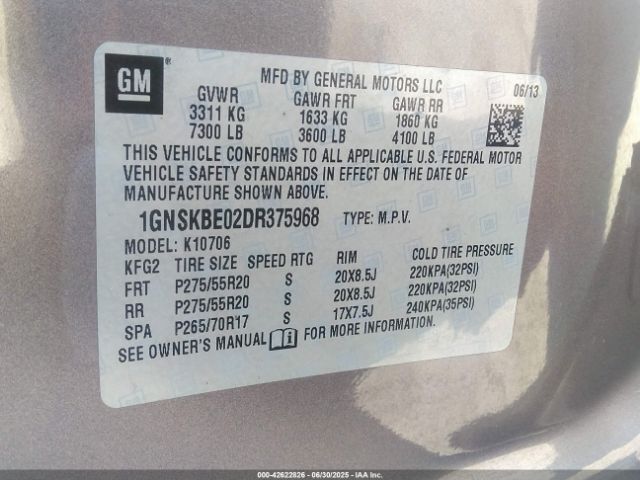 GM
MFD BY GENERAL MOTORS LLC
06/13
GVWR GAWR FRT GAWR RR
3311 KG 1633 KG 1860 KG
7300 LB 3600 LB 4100 LB
THIS VEHICLE CONFORMS TO ALL APPLICABLE U.S. FEDERAL MOTOR
VEHICLE SAFETY STANDARDS IN EFFECT ON THE DATE OF
MANUFACTURE SHOWN ABOVE.
1GNSKBE02DR375968 TYPE: M.P.V.
MODEL: K10706
KFG2 TIRE SIZE SPEED RTG RIM COLD TIRE PRESSURE
FRT P275/55R20 S 20X8.5J 220KPA(32PSI)
RR P275/55R20 S 20X8.5J 220KPA(32PSI)
SPA P265/70R17 S 17X7.5J 240KPA(35PSI)
SEE OWNER'S MANUAL FOR MORE INFORMATION.
000-42622826 - 06/30/2025 - IAA Inc.